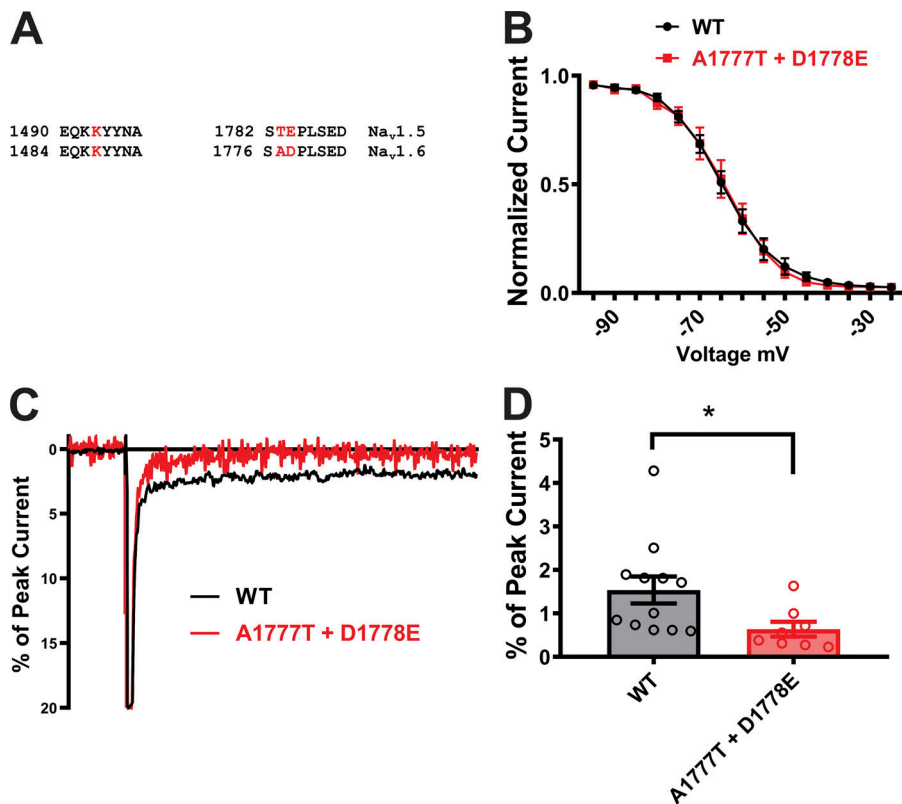 A
1490 EQKKYYNA 1782 STEPLSED Nav1.5
1484 EQKKYYNA 1776 SADPLSED Nav1.6
B
WT
A1777T + D1778E
Normalized Current
1.0
0.5
0.0
-90
-70
-50
-30
Voltage mV
C
% of Peak Current
0
5
10
15
20
WT
A1777T + D1778E
D
*
% of Peak Current
5
4
3
2
1
0
WT
A1777T + D1778E